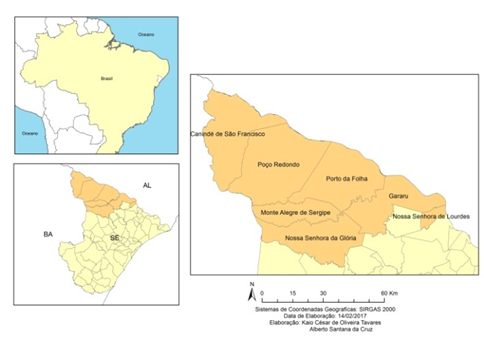 Oceano
Brasil
Oceano
AL
BA
SE
Canindé de São Francisco
Poço Redondo
Porto da Folha
Gararu
Monte Alegre de Sergipe
Nossa Senhora de Lourdes
Nossa Senhora da Glória
N
0 15 30 60 Km
Sistemas de Coordenadas Geograficas: SIRGAS 2000
Data de Elaboração: 14/02/2017
Elaboração: Kaio César de Oliveira Tavares
Alberto Santana da Cruz